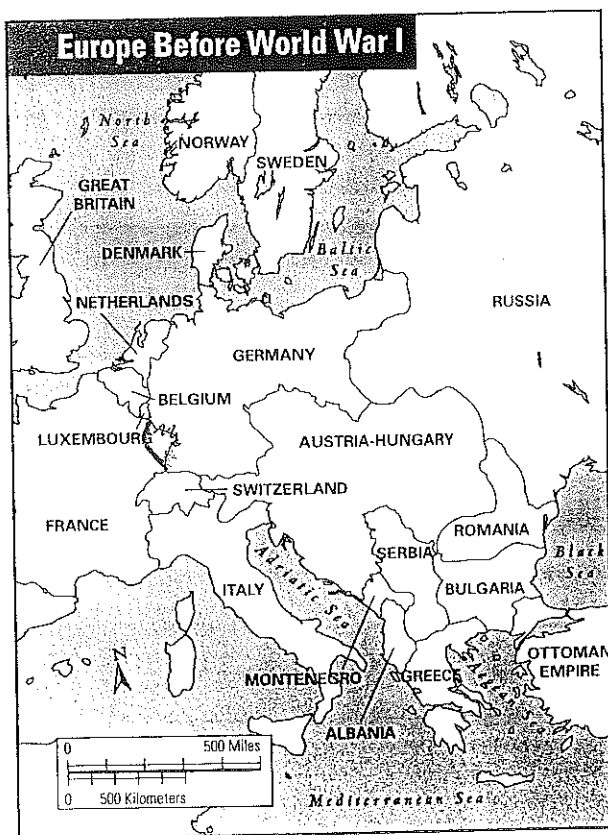 Europe Before World War I
North
Sea
NORWAY
SWEDEN
GREAT
BRITAIN
DENMARK
Baltic
Sea
NETHERLANDS
RUSSIA
GERMANY
BELGIUM
LUXEMBOURG
AUSTRIA-HUNGARY
SWITZERLAND
FRANCE
ROMANIA
Black
Sea
SERBIA
Adriatic Sea
ITALY
BULGARIA
OTTOMAN
EMPIRE
MONTENEGRO
GREECE
Aegean Sea
ALBANIA
N
0 500 Miles
0 500 Kilometers
Mediterranean Sea